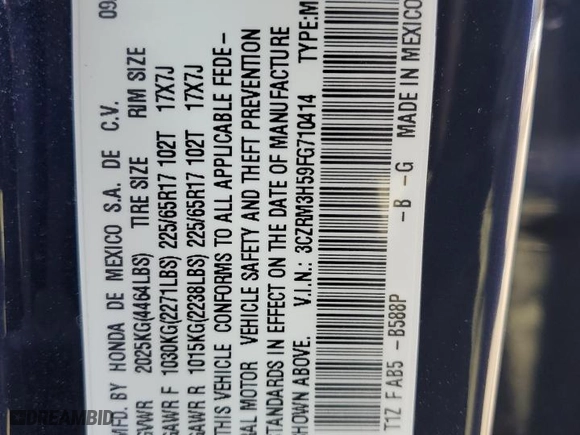 MFD. BY HONDA DE MEXICO S.A. DE C.V. 09
GVWR 2025KG(4464LBS) TIRE SIZE RIM SIZE
GAWR F 1030KG(2271LBS) 225/65R17 102T 17X7J
GAWR R 1015KG(2238LBS) 225/65R17 102T 17X7J
THIS VEHICLE CONFORMS TO ALL APPLICABLE FEDE-
RAL MOTOR VEHICLE SAFETY AND THEFT PREVENTION
STANDARDS IN EFFECT ON THE DATE OF MANUFACTURE
SHOWN ABOVE. V.I.N.: 3CZRM3H59FG710414 TYPE:M
T1Z FAB5 -B588P -B -G MADE IN MEXICO
DREAMBID